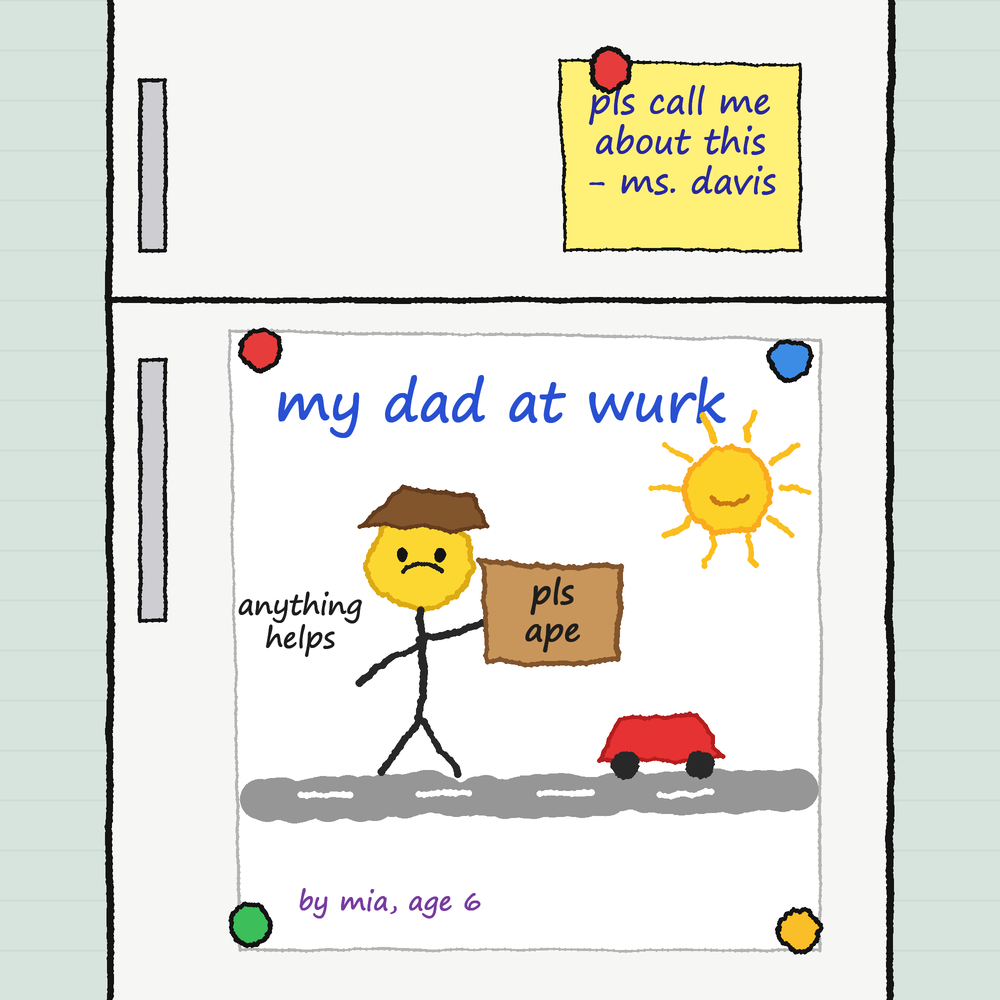 pls call me
about this
- ms. davis
my dad at wurk
anything
helps
pls
ape
by mia, age 6